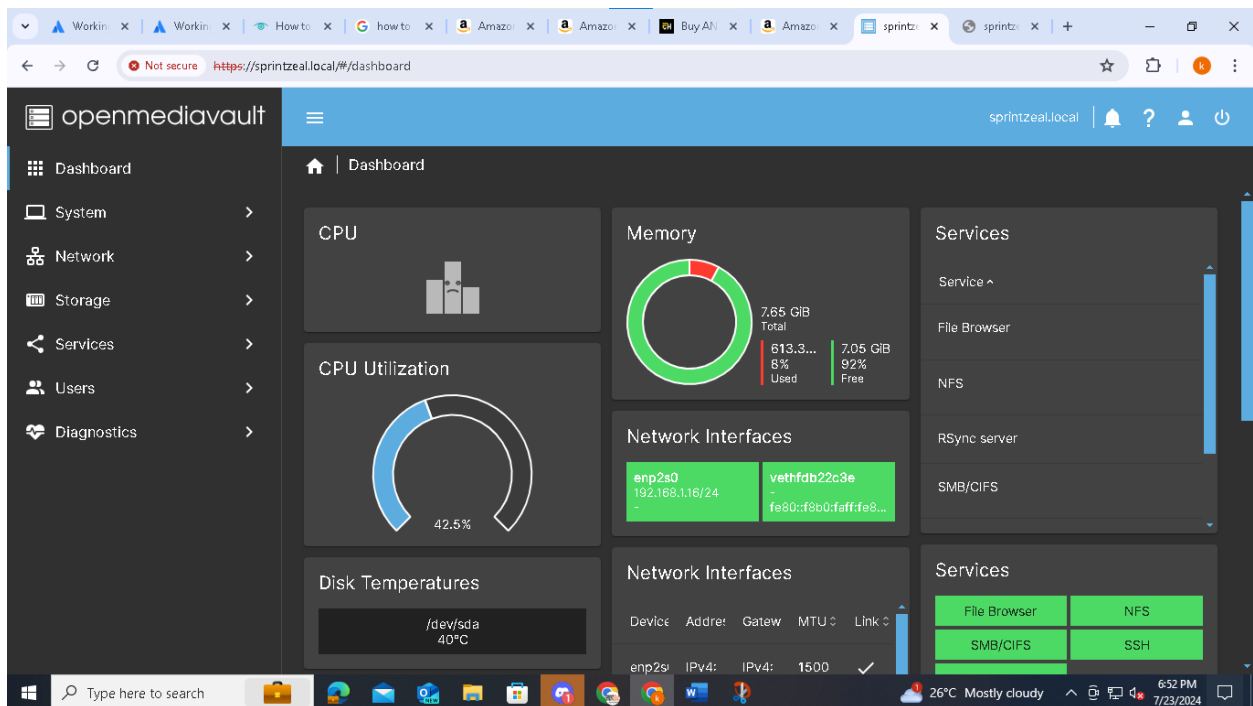 Workin
Workin
How to
how to
Amazo
Amazo
Buy AN
Amazo
sprintze
sprintze
Not secure https://sprintzeal.local/#/dashboard
k
openmediavault
sprintzeal.local
Dashboard
System
Network
Storage
Services
Users
Diagnostics
Dashboard
CPU
CPU Utilization
42.5%
Disk Temperatures
/dev/sda
40°C
Memory
7.65 GiB
Total
613.3...
8%
Used
7.05 GiB
92%
Free
Network Interfaces
enp2s0
192.168.1.16/24
-
vethfdb22c3e
-
fe80::f8b0:faff:fe8...
Network Interfaces
Device Addres Gatew MTU Link
enp2s IPv4: IPv4: 1500
Services
Service
File Browser
NFS
RSync server
SMB/CIFS
Services
File Browser NFS
SMB/CIFS SSH
Type here to search
26°C Mostly cloudy
6:52 PM
7/23/2024